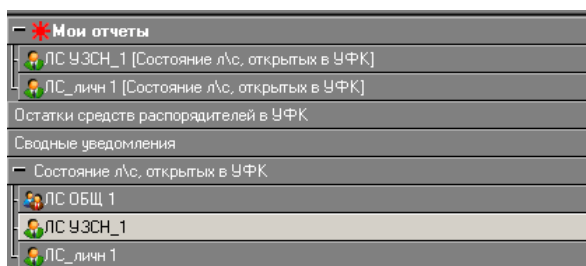 Мои отчеты
ЛС УЗСН_1 [Состояние л\с, открытых в УФК]
ЛС_личн 1 [Состояние л\с, открытых в УФК]
Остатки средств распорядителей в УФК
Сводные уведомления
Состояние л\с, открытых в УФК
ЛС ОБЩ 1
ЛС УЗСН_1
ЛС_личн 1